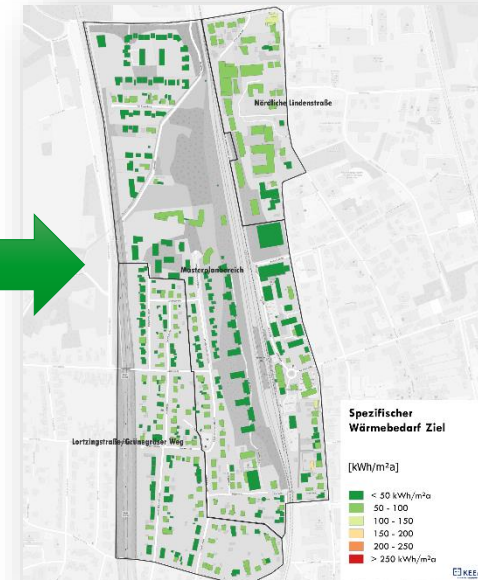 Nördliche Lindenstraße
Masterplanbereich
Lortzingstraße/Grünegräser Weg
Spezifischer
Wärmebedarf Ziel
[kWh/m²a]
< 50 kWh/m²a
50 - 100
100 - 150
150 - 200
200 - 250
> 250 kWh/m²a